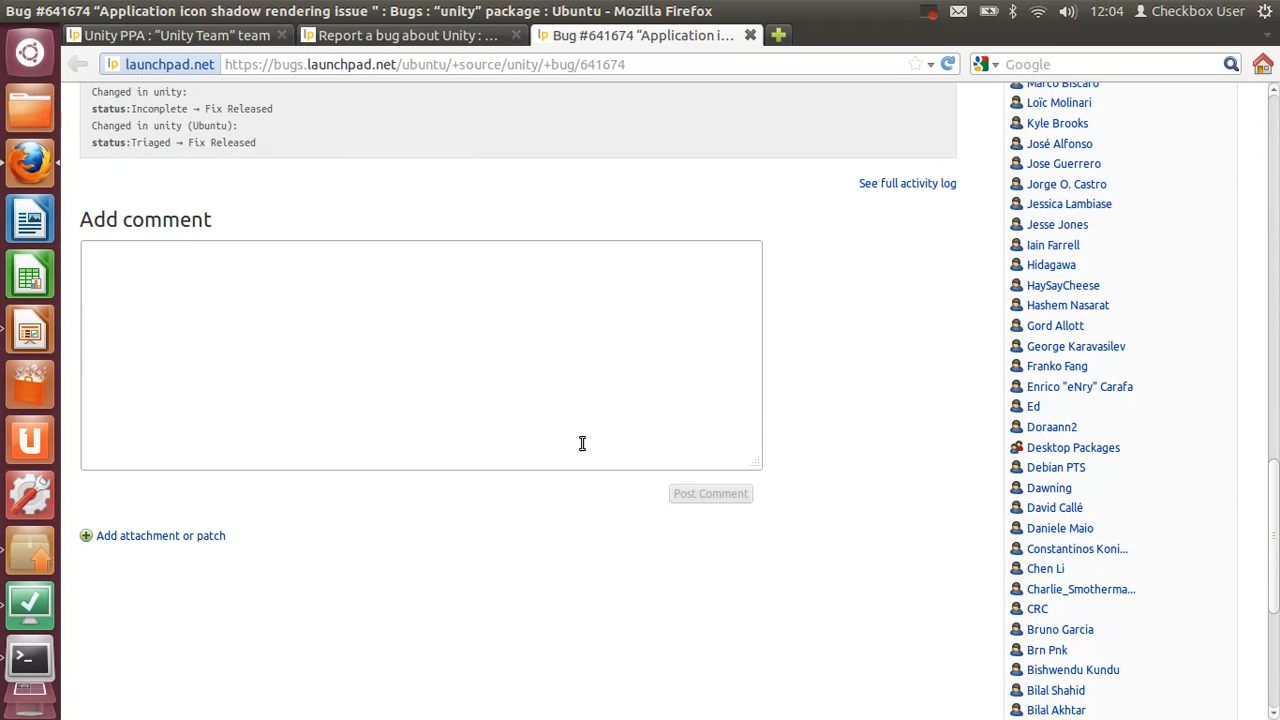 Bug #641674 “Application icon shadow rendering issue ” : Bugs : “unity” package : Ubuntu - Mozilla Firefox
12:04
Checkbox User
Unity PPA : “Unity Team” team
Report a bug about Unity : ...
Bug #641674 “Application i...
launchpad.net
https://bugs.launchpad.net/ubuntu/+source/unity/+bug/641674
Google
Changed in unity:
status:Incomplete → Fix Released
Changed in unity (Ubuntu):
status:Triaged → Fix Released
See full activity log
Add comment
Post Comment
Add attachment or patch
Marco Biscaro
Loïc Molinari
Kyle Brooks
José Alfonso
Jose Guerrero
Jorge O. Castro
Jessica Lambiase
Jesse Jones
Iain Farrell
Hidagawa
HaySayCheese
Hashem Nasarat
Gord Allott
George Karavasilev
Franko Fang
Enrico "eNry" Carafa
Ed
Doraann2
Desktop Packages
Debian PTS
Dawning
David Callé
Daniele Maio
Constantinos Koni...
Chen Li
Charlie_Smotherma...
CRC
Bruno Garcia
Brn Pnk
Bishwendu Kundu
Bilal Shahid
Bilal Akhtar